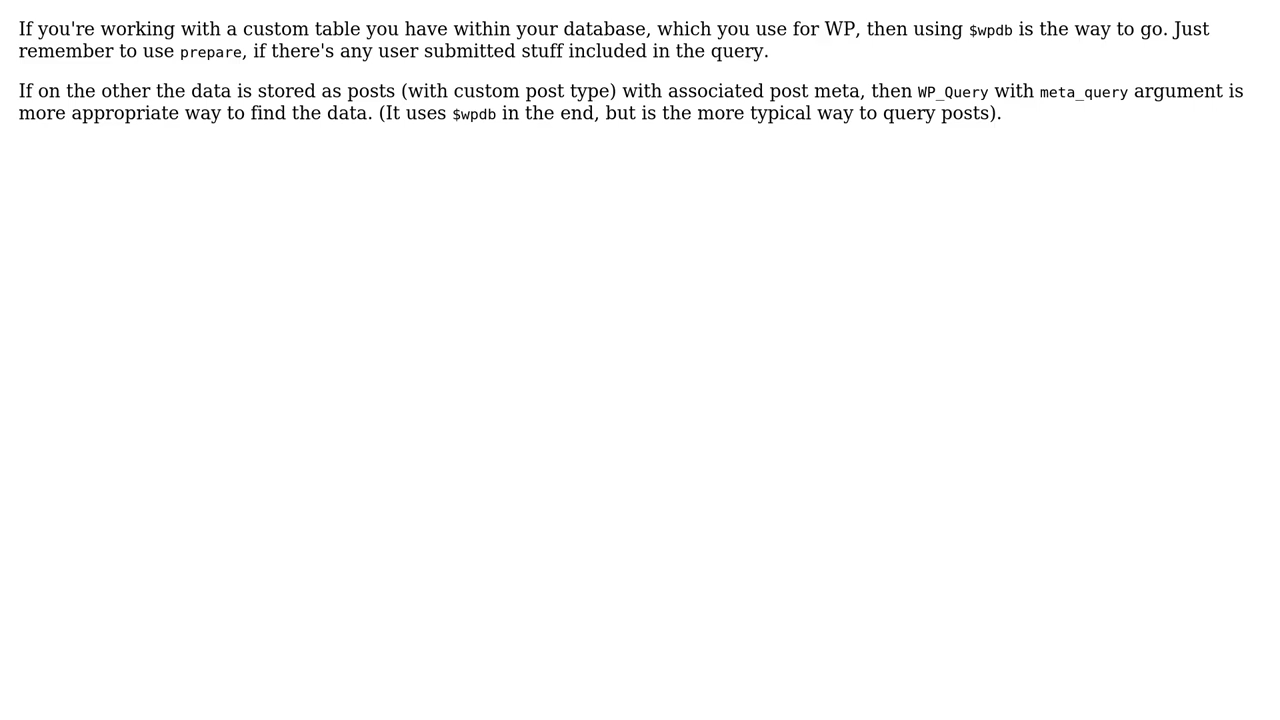 If you're working with a custom table you have within your database, which you use for WP, then using $wpdb is the way to go. Just
remember to use prepare, if there's any user submitted stuff included in the query.
If on the other the data is stored as posts (with custom post type) with associated post meta, then WP_Query with meta_query argument is
more appropriate way to find the data. (It uses $wpdb in the end, but is the more typical way to query posts).